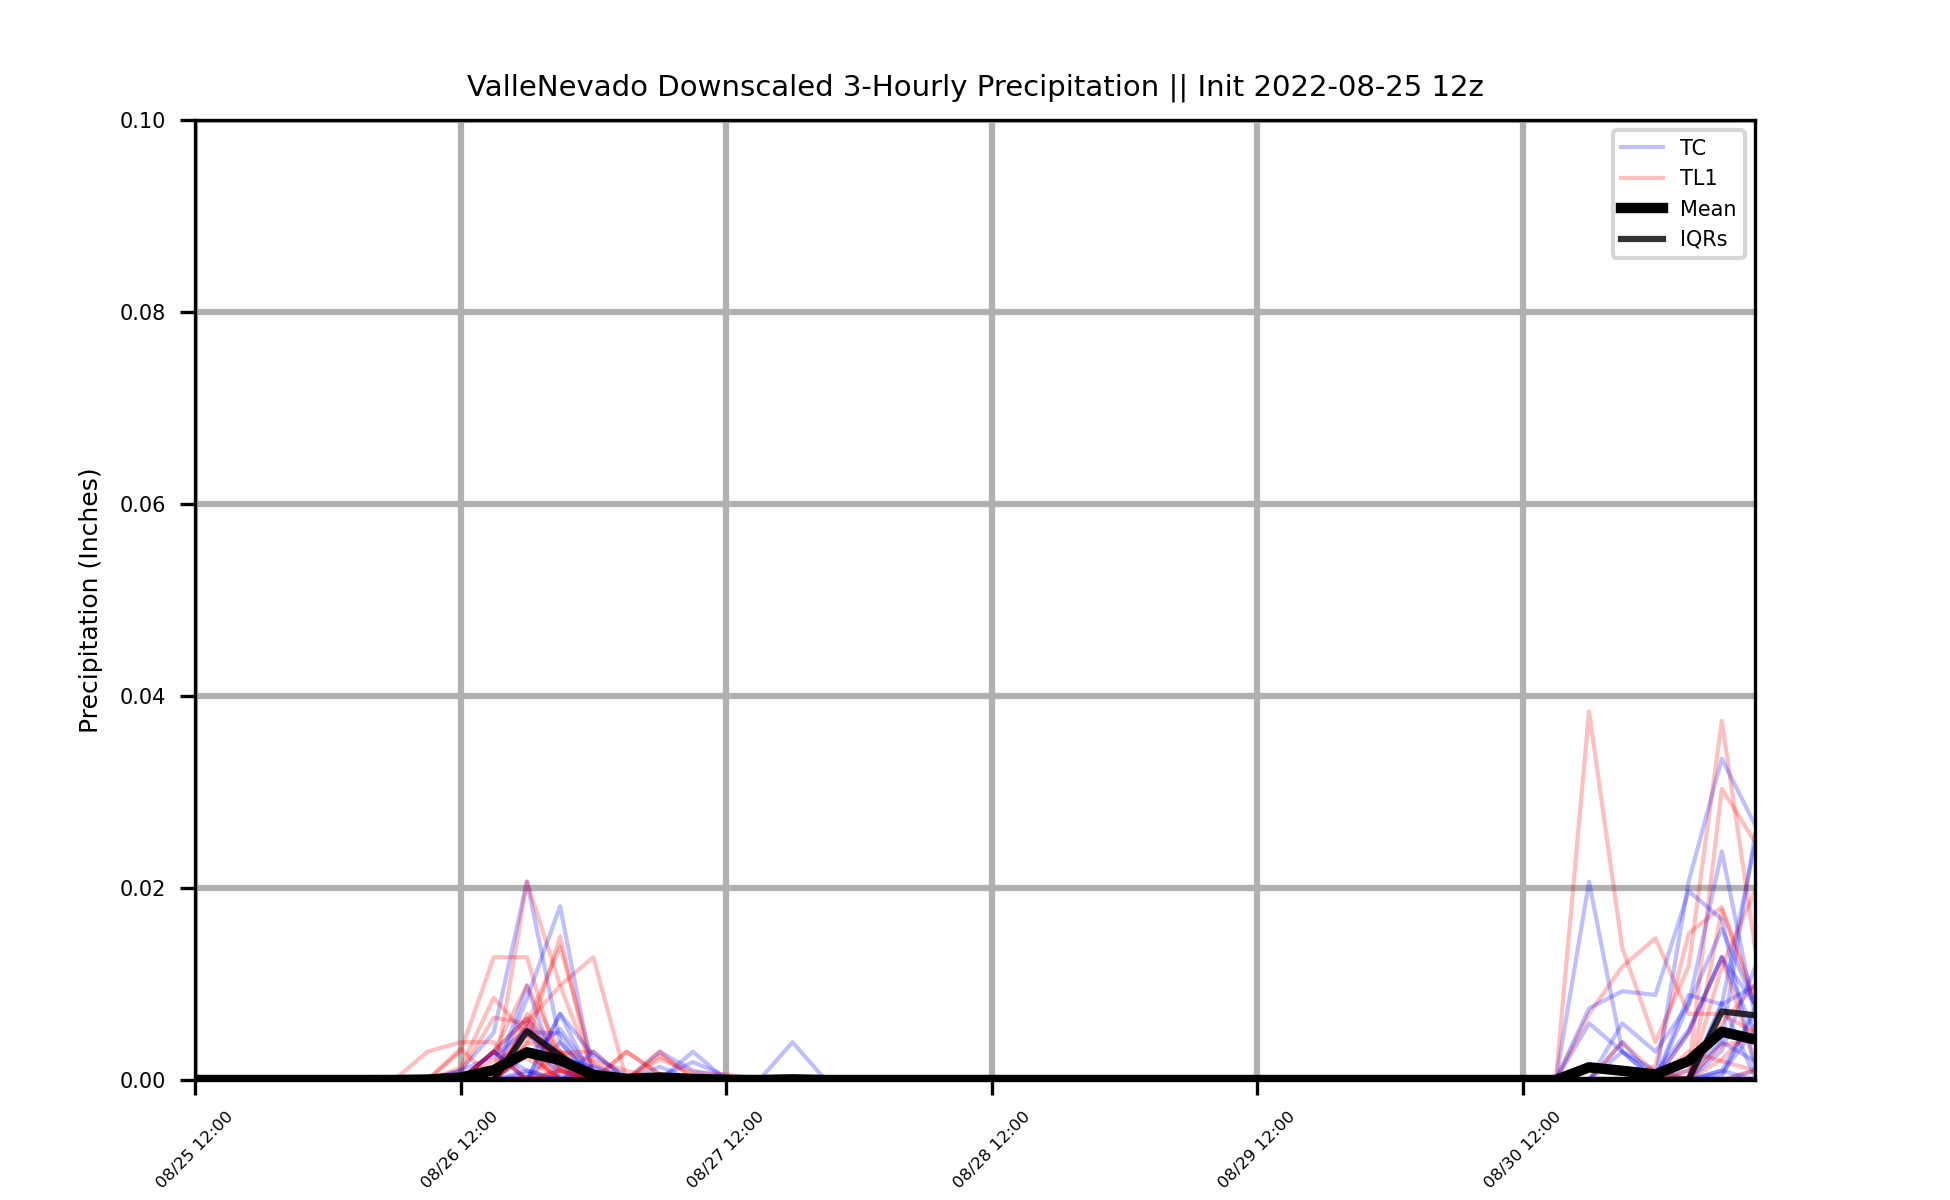 ValleNevado Downscaled 3-Hourly Precipitation || Init 2022-08-25 12z
TC
TL1
Mean
IQRs
Precipitation (Inches)
0.10
0.08
0.06
0.04
0.02
0.00
08/25 12:00
08/26 12:00
08/27 12:00
08/28 12:00
08/29 12:00
08/30 12:00